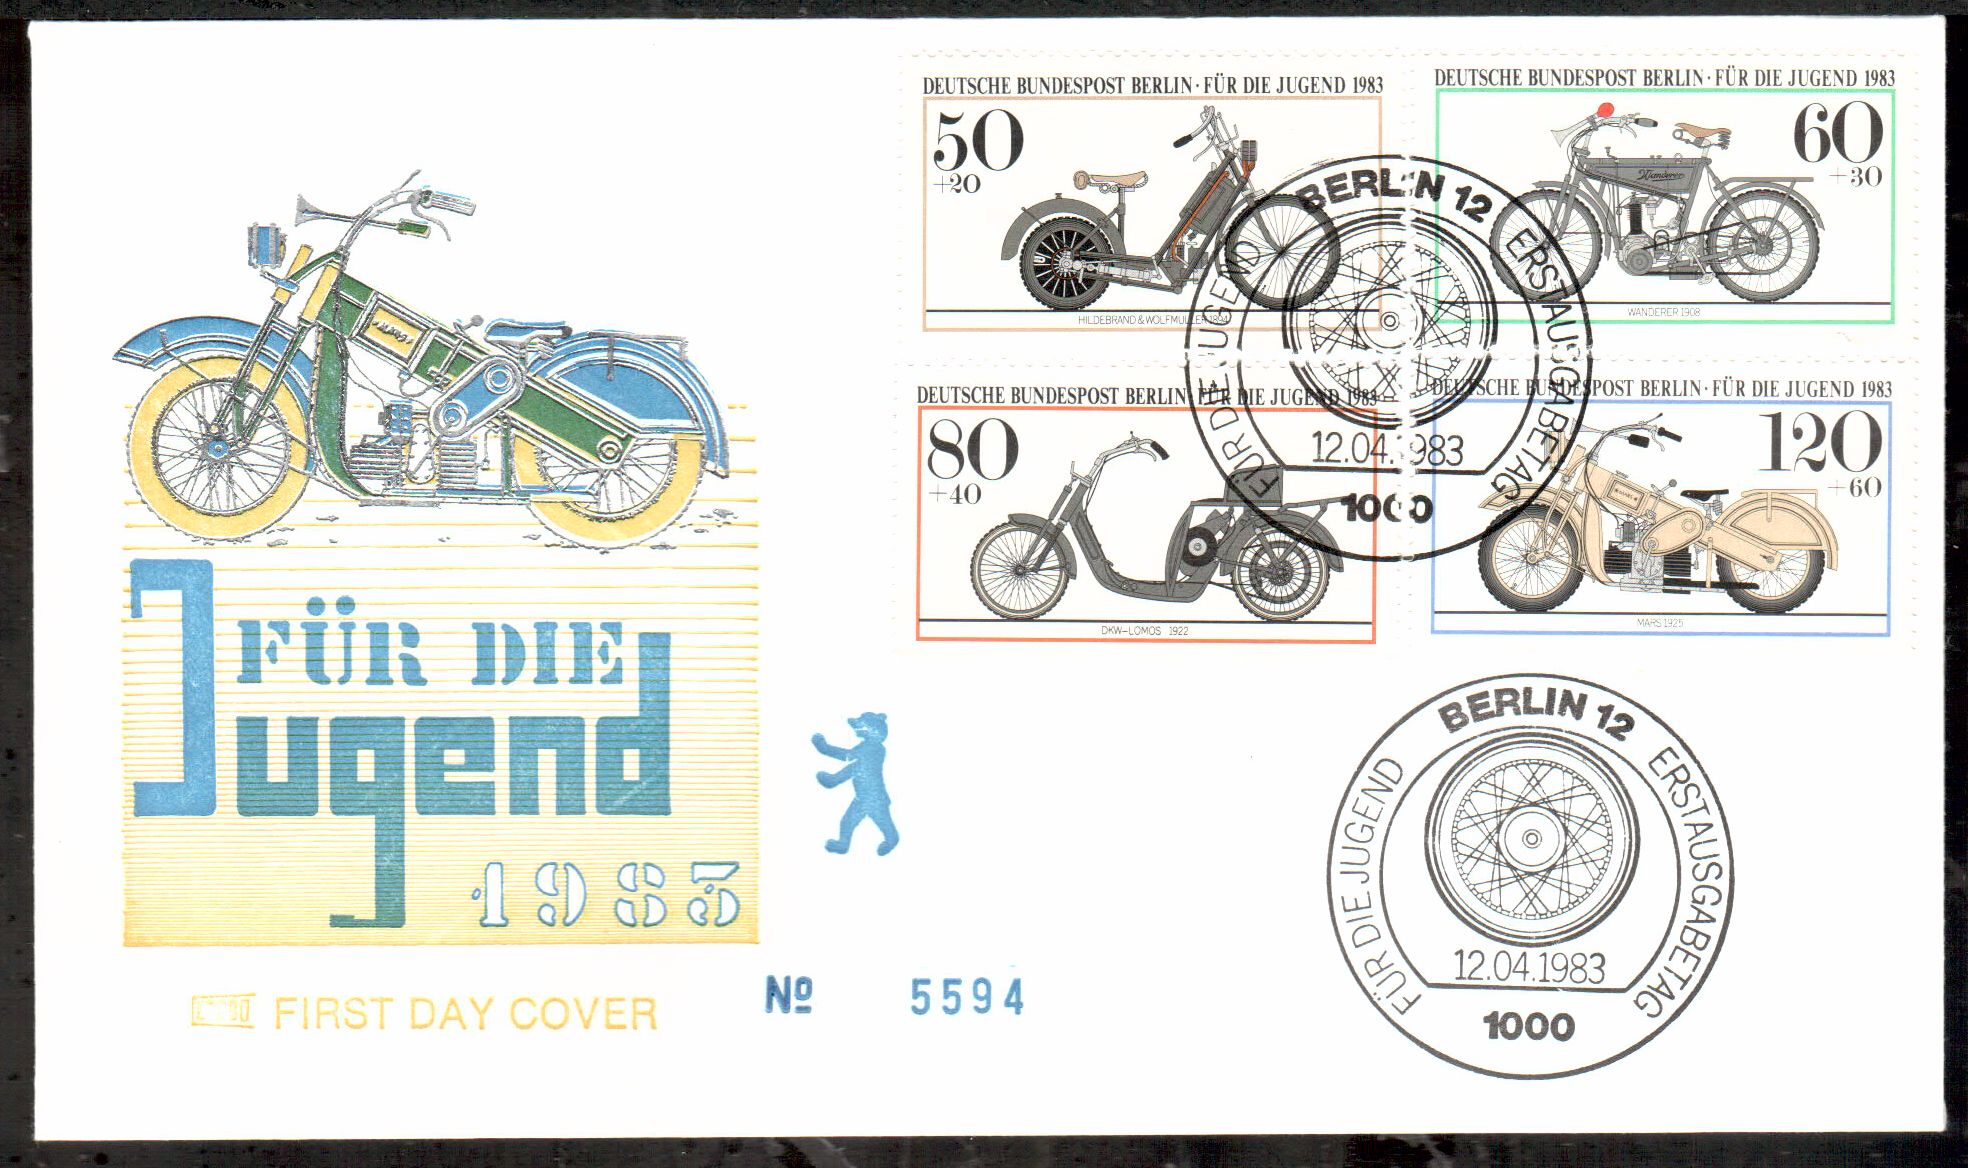 DEUTSCHE BUNDESPOST BERLIN · FÜR DIE JUGEND 1983
50
+20
HILDEBRAND & WOLFMÜLLER 1894
DEUTSCHE BUNDESPOST BERLIN · FÜR DIE JUGEND 1983
60
+30
Wanderer
WANDERER 1908
DEUTSCHE BUNDESPOST BERLIN · FÜR DIE JUGEND 1983
80
+40
DKW-LOMOS 1922
DEUTSCHE BUNDESPOST BERLIN · FÜR DIE JUGEND 1983
120
+60
MARS
MARS 1925
BERLIN 12
FÜR DIE JUGEND
ERSTAUSGABETAG
12.04.1983
1000
MARS
FÜR DIE
Jugend
1983
FIRST DAY COVER
Nº 5594
BERLIN 12
FÜR DIE JUGEND
ERSTAUSGABETAG
12.04.1983
1000